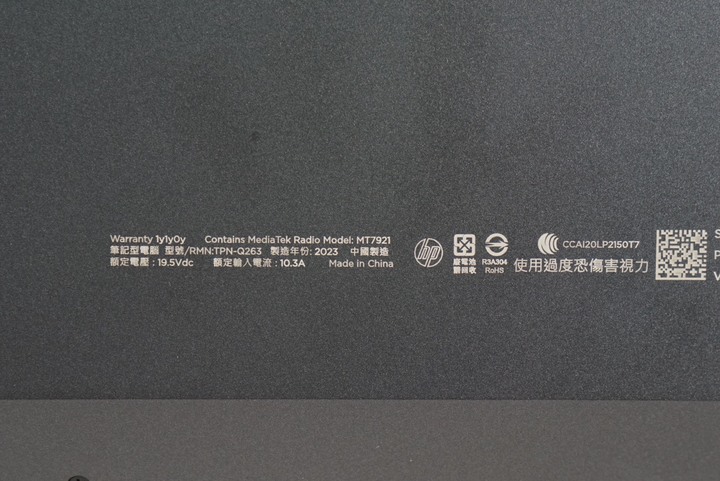 Warranty 1y1y0y Contains MediaTek Radio Model: MT7921
筆記型電腦 型號/RMN:TPN-Q263 製造年份: 2023 中國製造
額定電壓 : 19.5Vdc 額定輸入電流 : 10.3A Made in China
hp
廢電池
請回收
R3A304
RoHS
CCAI20LP2150T7
使用過度恐傷害視力
S
P
V